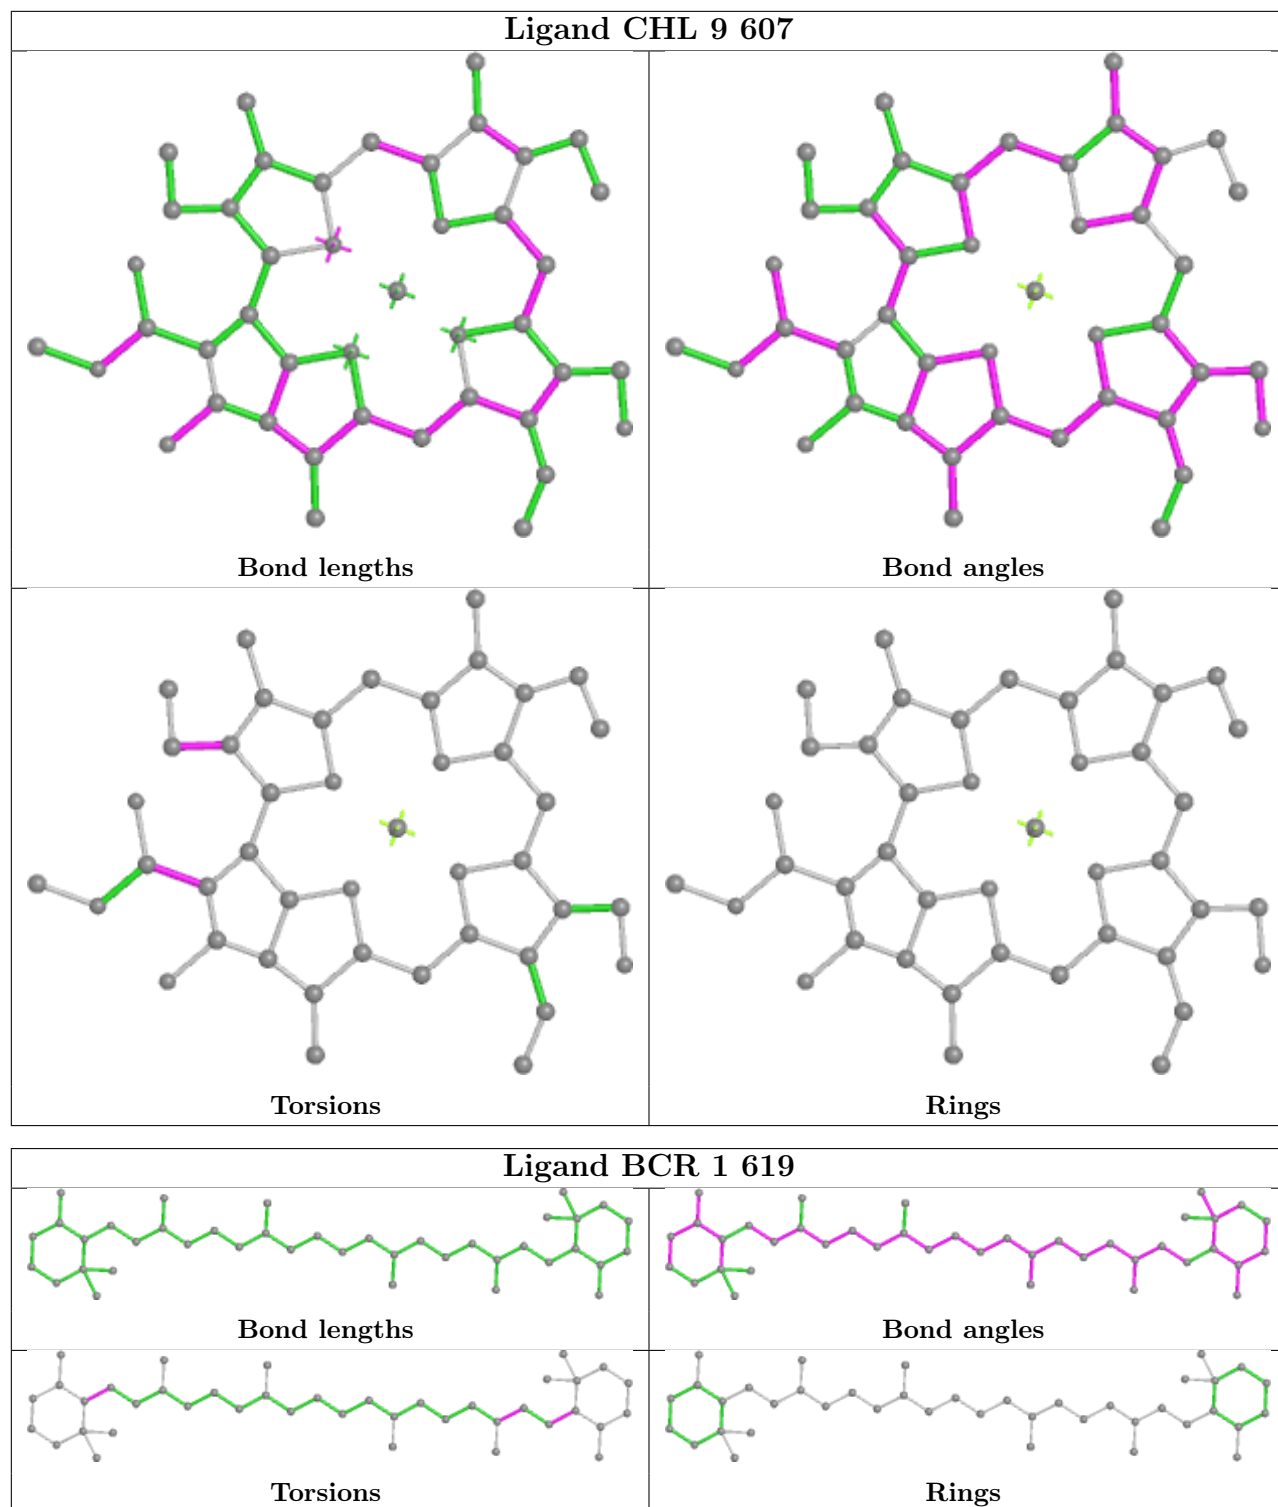 Ligand CHL 9 607
Bond lengths
Bond angles
Torsions
Rings
Ligand BCR 1 619
Bond lengths
Bond angles
Torsions
Rings